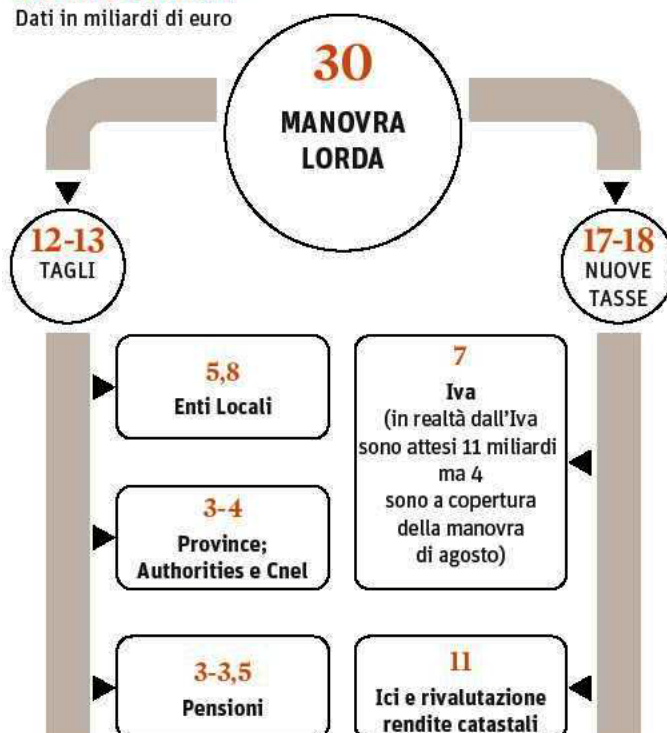 Dati in miliardi di euro
30
MANOVRA
LORDA
12-13
TAGLI
17-18
NUOVE
TASSE
5,8
Enti Locali
3-4
Province;
Authorities e Cnel
3-3,5
Pensioni
7
Iva
(in realtà dall'Iva
sono attesi 11 miliardi
ma 4
sono a copertura
della manovra
di agosto)
11
Ici e rivalutazione
rendite catastali